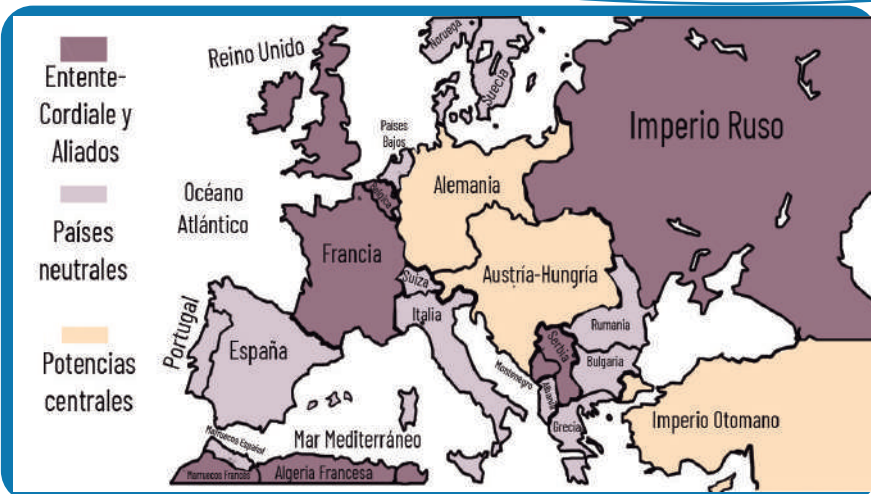 Entente-
Cordiale y
Aliados
Países
neutrales
Potencias
centrales
Reino Unido
Noruega
Suecia
Países
Bajos
Imperio Ruso
Océano
Atlántico
Alemania
Bélgica
Francia
Suiza
Austría-Hungría
Italia
Rumania
Portugal
España
Serbia
Bulgaria
Montenegro
Albania
Grecia
Imperio Otomano
Mar Mediterráneo
Marruecos Español
Marruecos Francés
Algeria Francesa